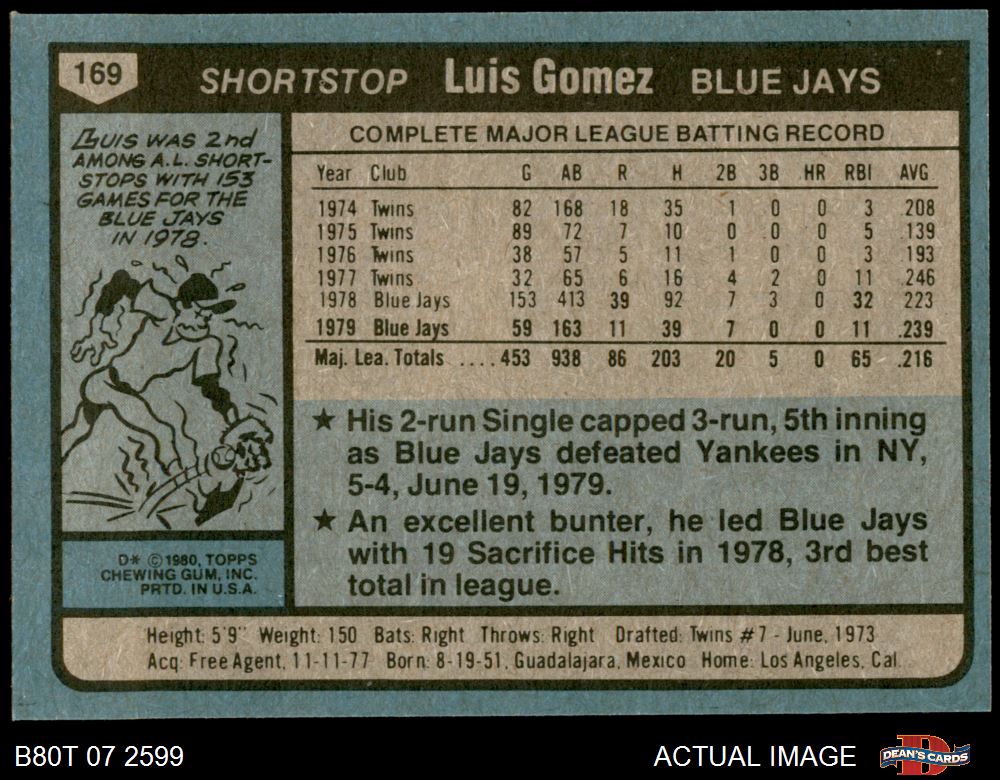 169
SHORTSTOP Luis Gomez BLUE JAYS
LUIS WAS 2nd
AMONG A.L. SHORT-
STOPS WITH 153
GAMES FOR THE
BLUE JAYS
IN 1978.
COMPLETE MAJOR LEAGUE BATTING RECORD
Year Club G AB R H 2B 3B HR RBI AVG
1974 Twins 82 168 18 35 1 0 0 3 .208
1975 Twins 89 72 7 10 0 0 0 5 .139
1976 Twins 38 57 5 11 1 0 0 3 .193
1977 Twins 32 65 6 16 4 2 0 11 .246
1978 Blue Jays 153 413 39 92 7 3 0 32 .223
1979 Blue Jays 59 163 11 39 7 0 0 11 .239
Maj. Lea. Totals ....453 938 86 203 20 5 0 65 .216
★ His 2-run Single capped 3-run, 5th inning
as Blue Jays defeated Yankees in NY,
5-4, June 19, 1979.
★ An excellent bunter, he led Blue Jays
with 19 Sacrifice Hits in 1978, 3rd best
total in league.
D* © 1980, TOPPS
CHEWING GUM, INC.
PRTD. IN U.S.A.
Height: 5'9" Weight: 150 Bats: Right Throws: Right Drafted: Twins #7 - June, 1973
Acq: Free Agent, 11-11-77 Born: 8-19-51, Guadalajara, Mexico Home: Los Angeles, Cal.
B80T 07 2599
ACTUAL IMAGE
DEAN'S CARDS